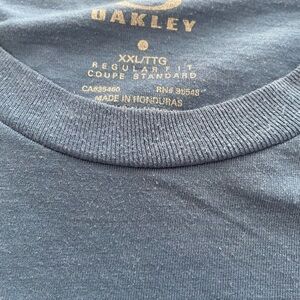 OAKLEY
XXL/TTG
REGULAR FIT
COUPE STANDARD
MADE IN HONDURAS